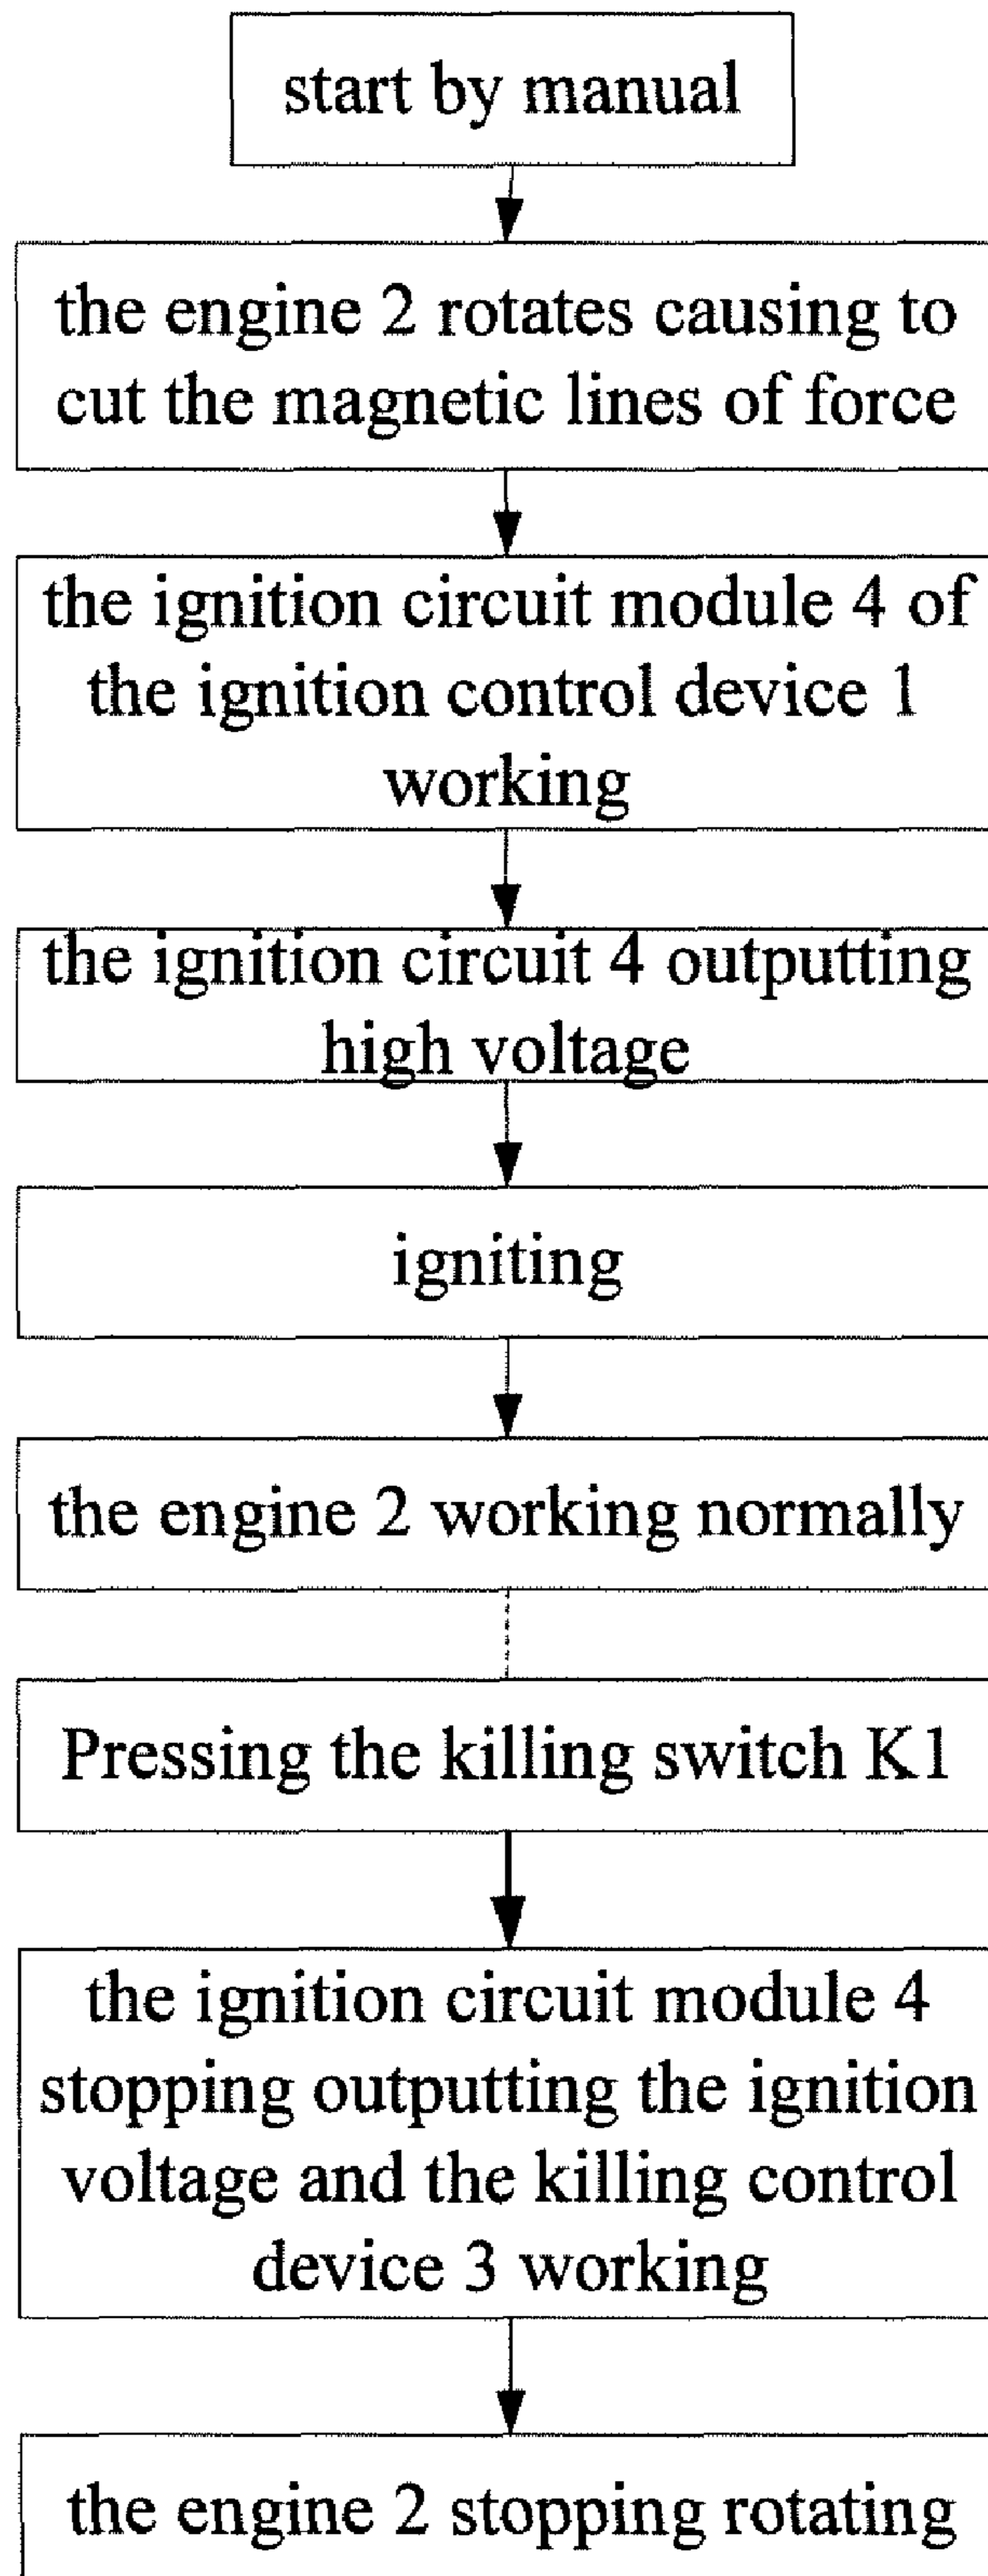 start by manual
the engine 2 rotates causing to
cut the magnetic lines of force
the ignition circuit module 4 of
the ignition control device 1
working
the ignition circuit 4 outputting
high voltage
igniting
the engine 2 working normally
Pressing the killing switch K1
the ignition circuit module 4
stopping outputting the ignition
voltage and the killing control
device 3 working
the engine 2 stopping rotating